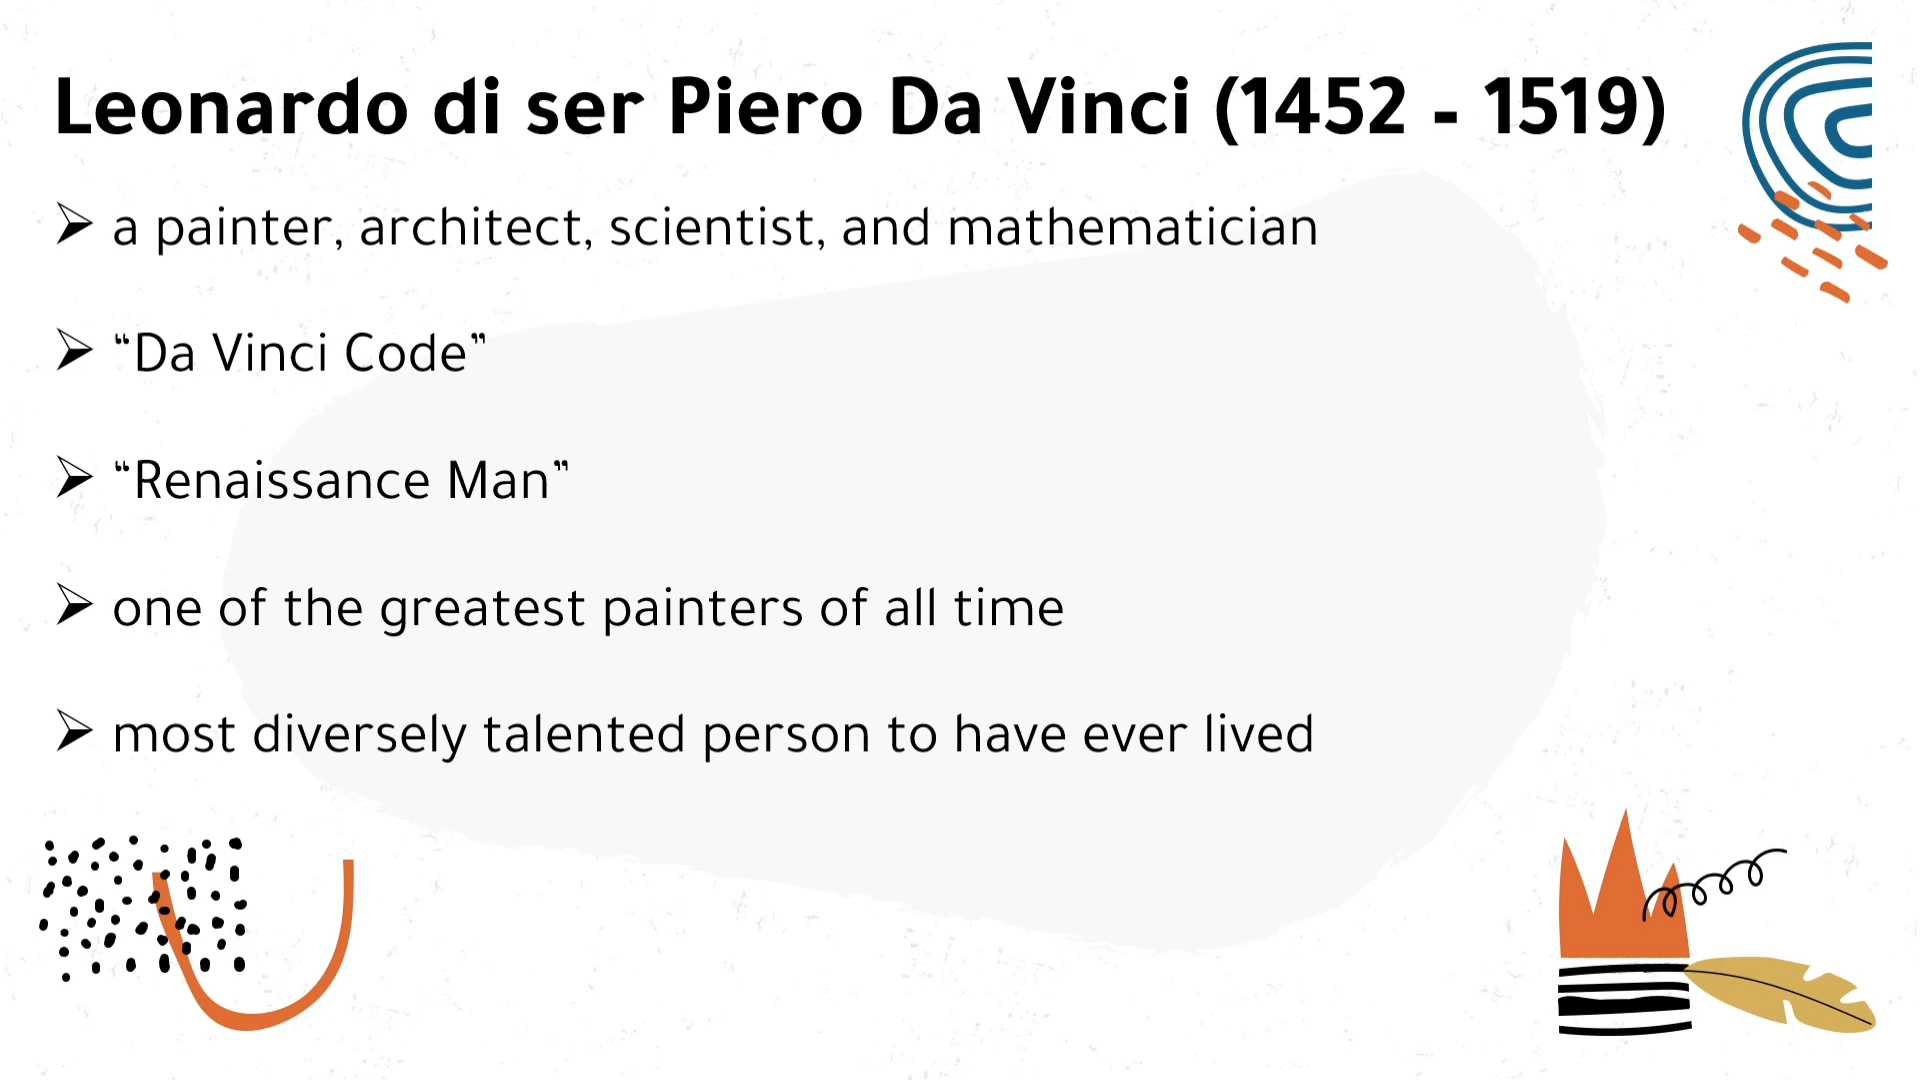 Leonardo di ser Piero Da Vinci (1452 - 1519)
➢ a painter, architect, scientist, and mathematician
➢ “Da Vinci Code”
➢ “Renaissance Man”
➢ one of the greatest painters of all time
➢ most diversely talented person to have ever lived